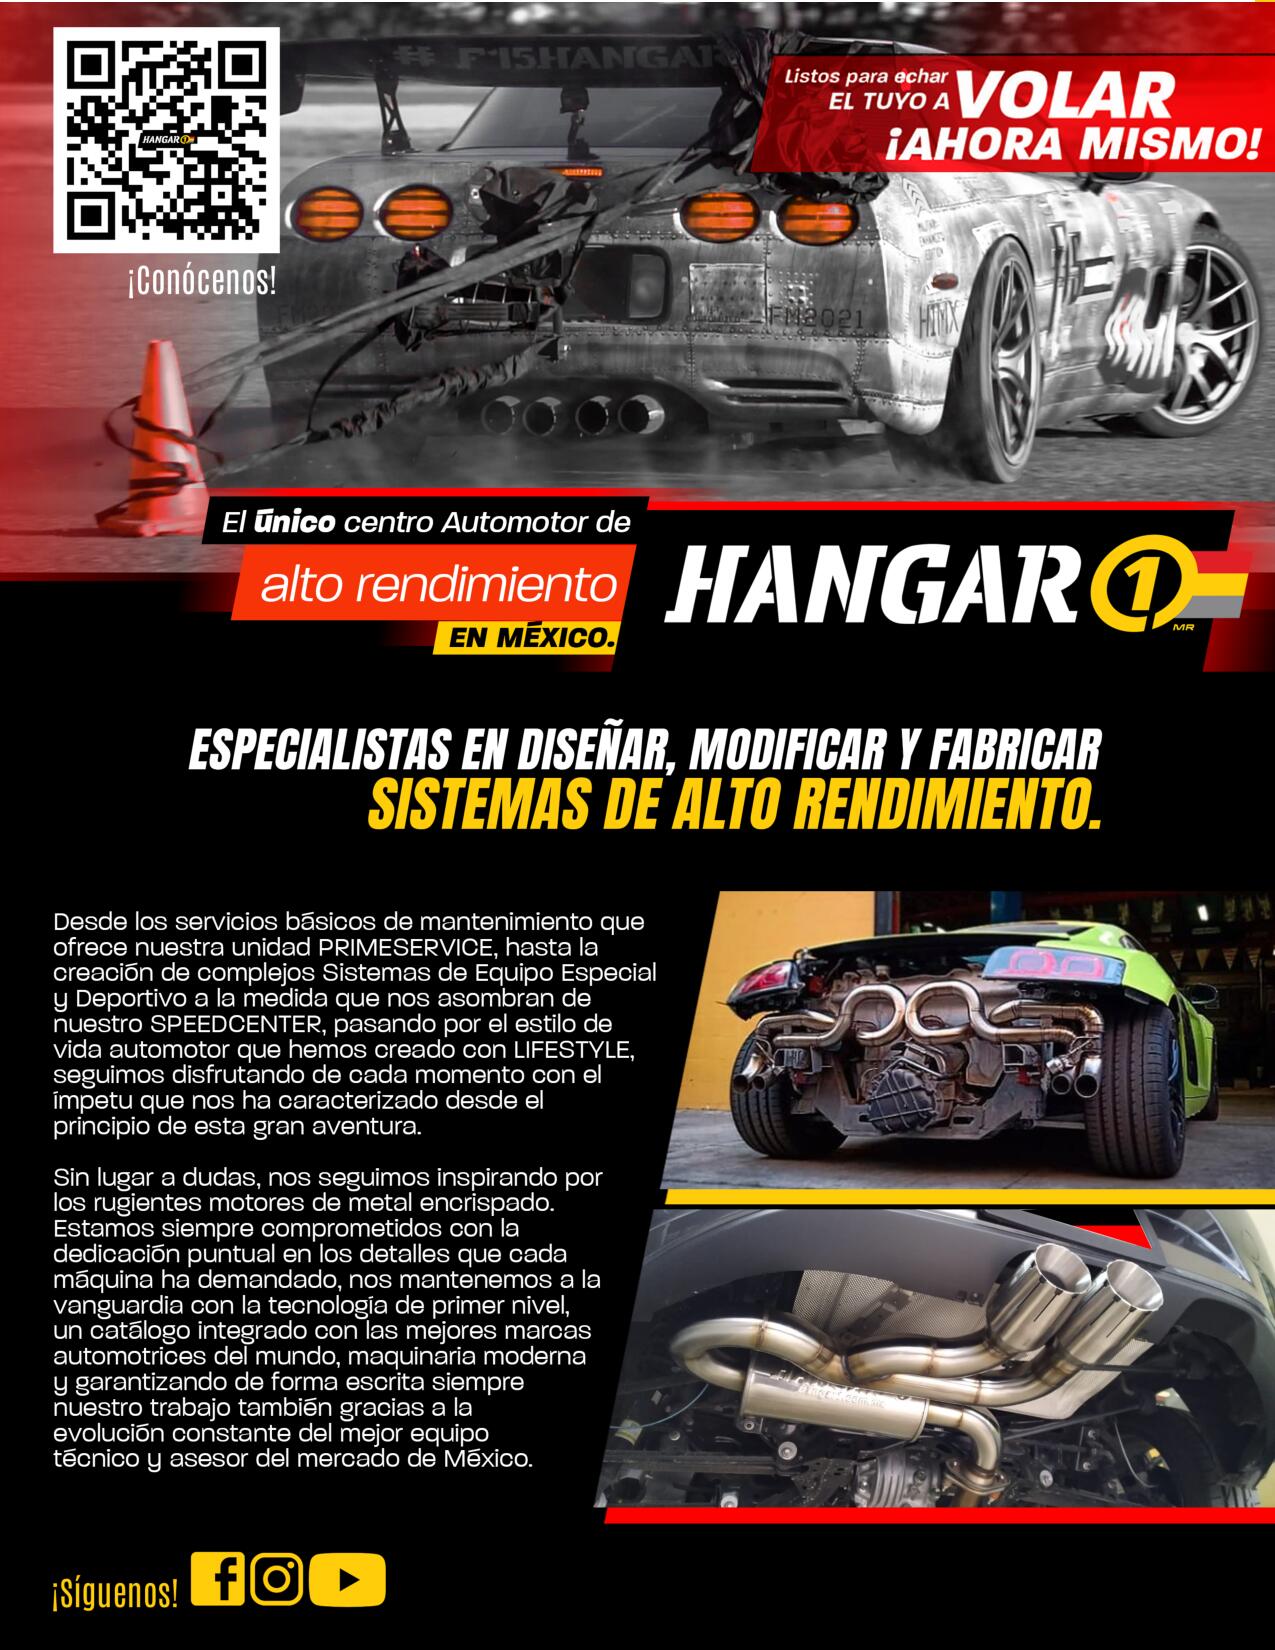 # F*15HANGAR
HANGAR 1
Listos para echar
EL TUYO A VOLAR
¡AHORA MISMO!
¡Conócenos!
FM2021
El único centro Automotor de
alto rendimiento
EN MÉXICO.
HANGAR 1
MR
ESPECIALISTAS EN DISEÑAR, MODIFICAR Y FABRICAR
SISTEMAS DE ALTO RENDIMIENTO.
Desde los servicios básicos de mantenimiento que
ofrece nuestra unidad PRIMESERVICE, hasta la
creación de complejos Sistemas de Equipo Especial
y Deportivo a la medida que nos asombran de
nuestro SPEEDCENTER, pasando por el estilo de
vida automotor que hemos creado con LIFESTYLE,
seguimos disfrutando de cada momento con el
ímpetu que nos ha caracterizado desde el
principio de esta gran aventura.
Sin lugar a dudas, nos seguimos inspirando por
los rugientes motores de metal encrispado.
Estamos siempre comprometidos con la
dedicación puntual en los detalles que cada
máquina ha demandado, nos mantenemos a la
vanguardia con la tecnología de primer nivel,
un catálogo integrado con las mejores marcas
automotrices del mundo, maquinaria moderna
y garantizando de forma escrita siempre
nuestro trabajo también gracias a la
evolución constante del mejor equipo
técnico y asesor del mercado de México.
¡Síguenos!